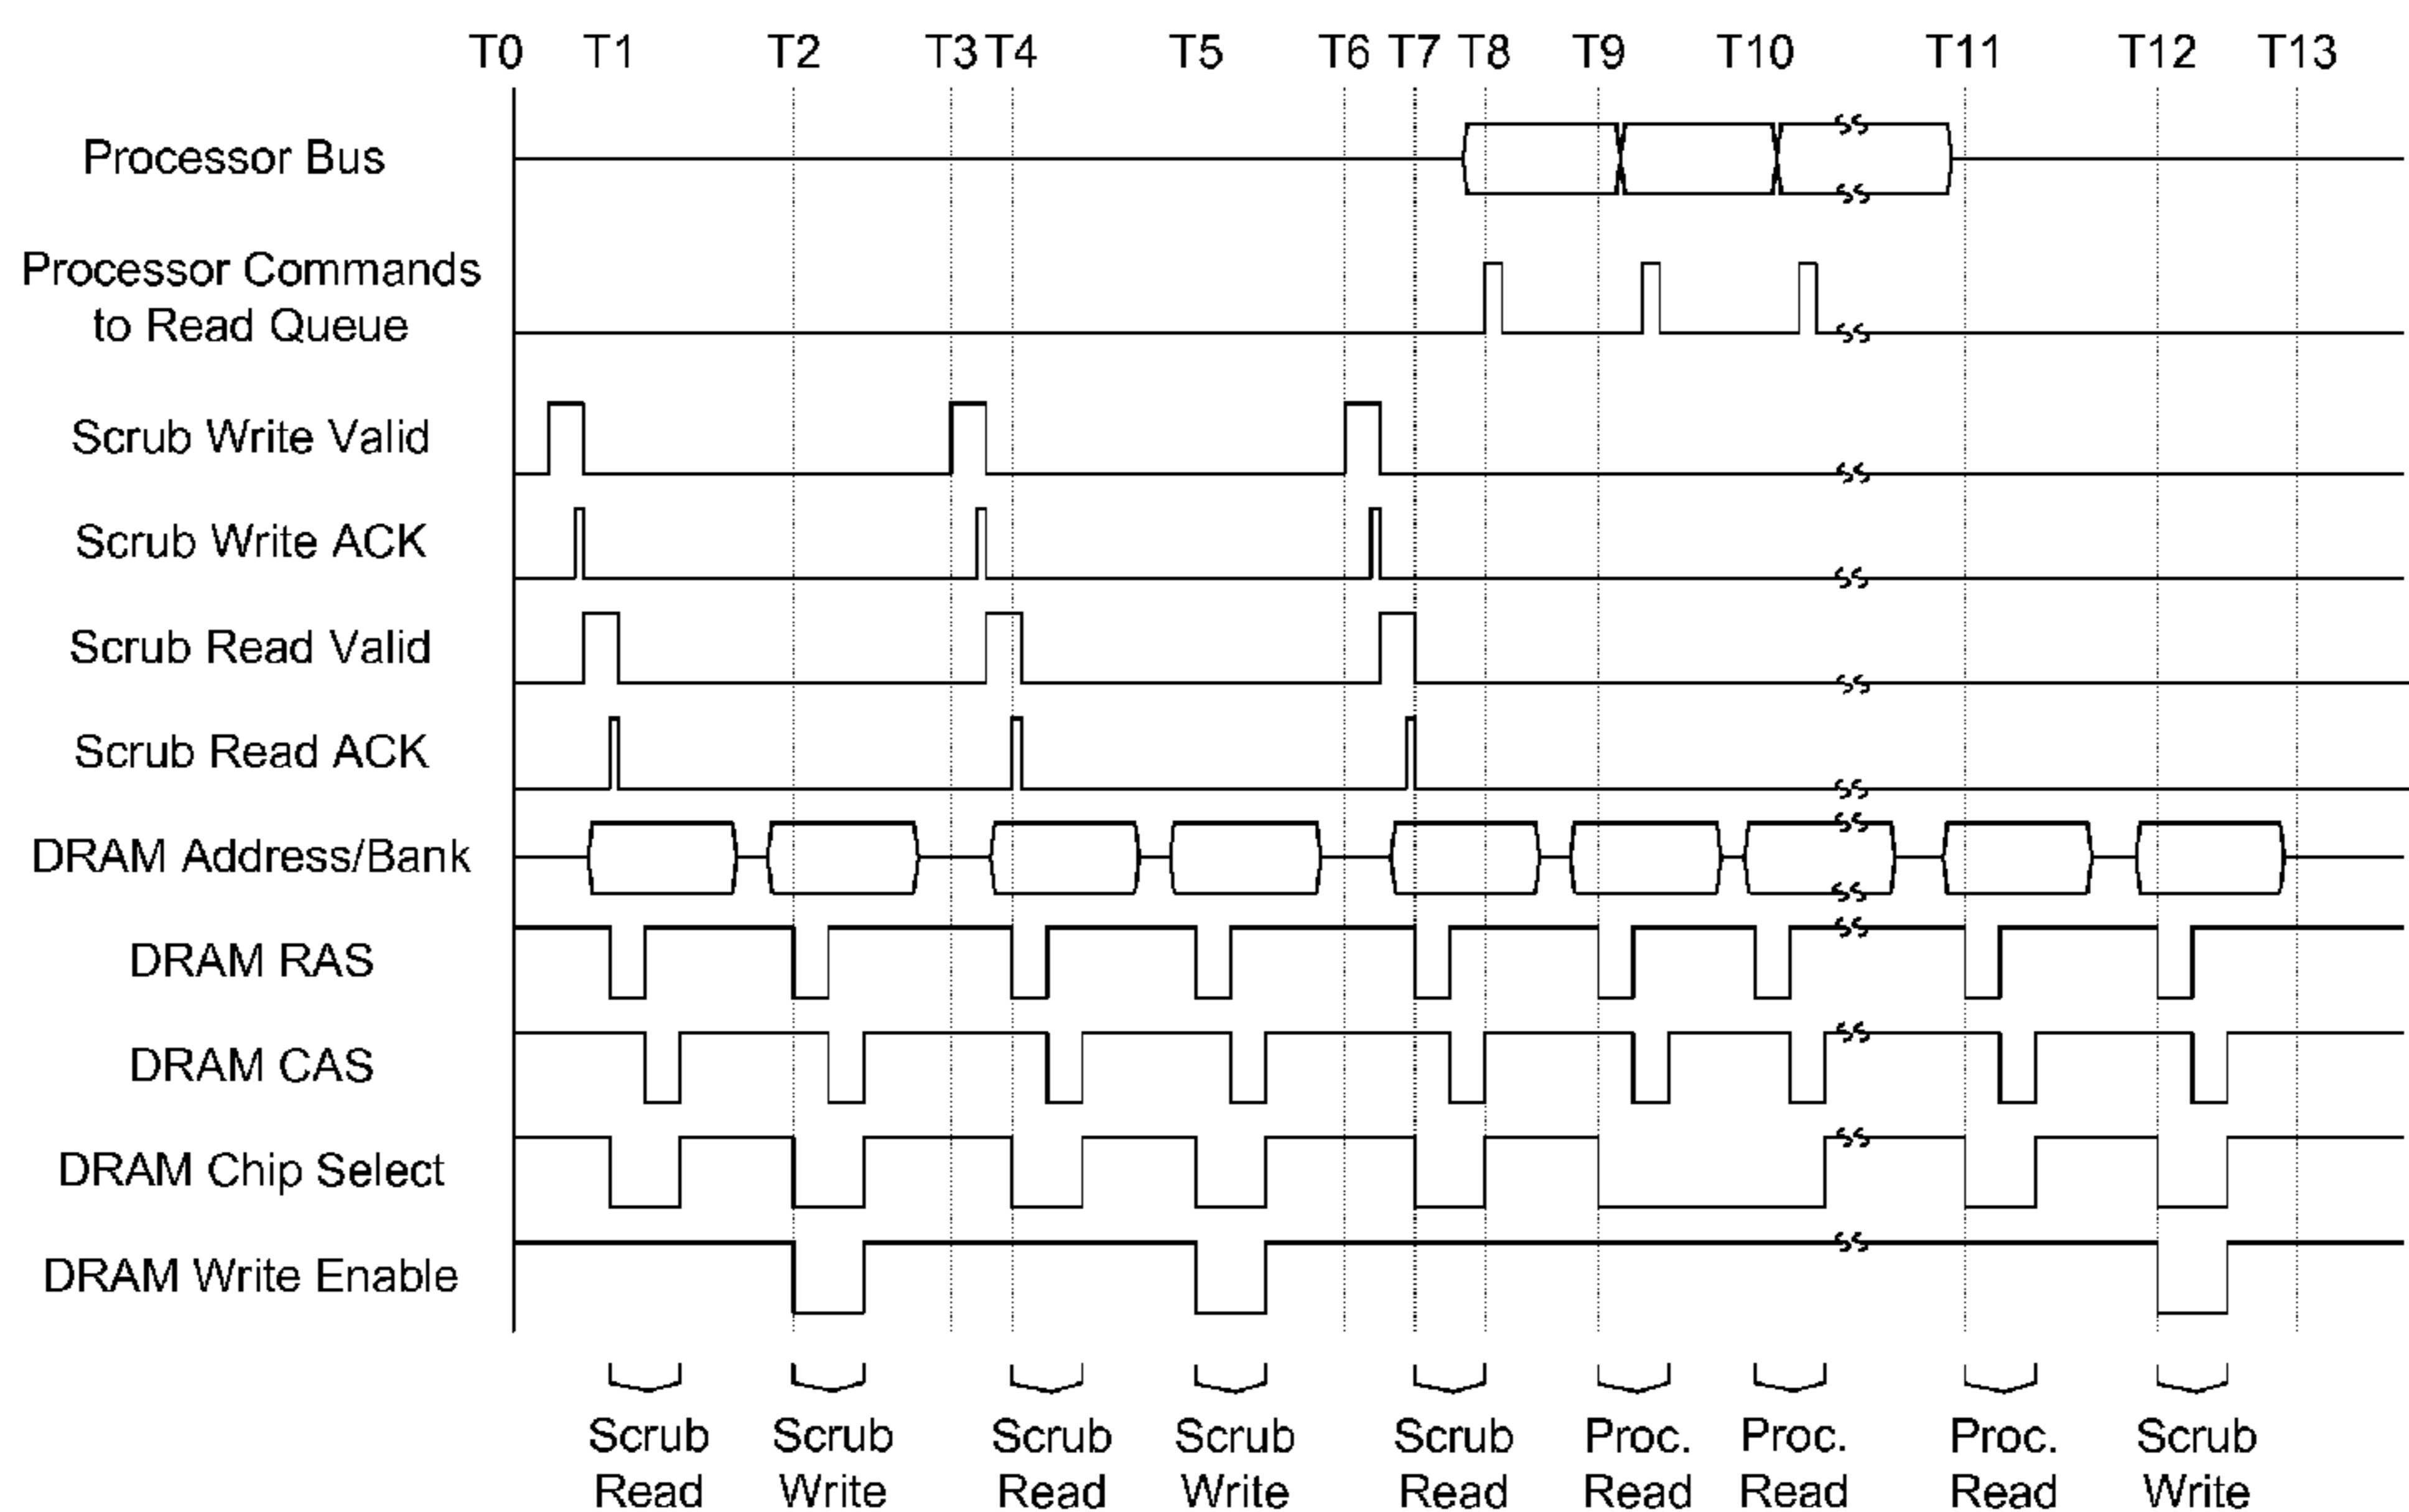 T0 T1 T2 T3 T4 T5 T6 T7 T8 T9 T10 T11 T12 T13
Processor Bus
Processor Commands
to Read Queue
Scrub Write Valid
Scrub Write ACK
Scrub Read Valid
Scrub Read ACK
DRAM Address/Bank
DRAM RAS
DRAM CAS
DRAM Chip Select
DRAM Write Enable
Scrub Scrub Scrub Scrub Scrub Proc. Proc. Proc. Scrub
Read Write Read Write Read Read Read Read Write